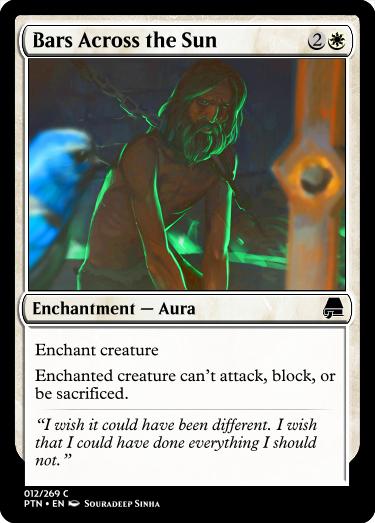 Bars Across the Sun 2
Enchantment — Aura
Enchant creature
Enchanted creature can't attack, block, or
be sacrificed.
"I wish it could have been different. I wish
that I could have done everything I should
not."
012/269 C
PTN • EN Souradeep Sinha